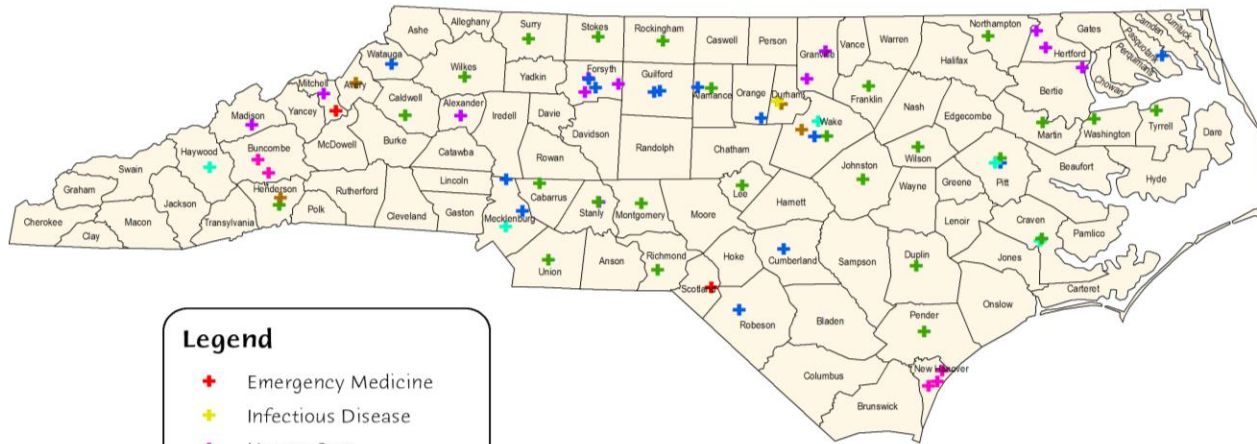 Ashe
Alleghany
Surry
Stokes
Rockingham
Caswell
Person
Granville
Vance
Warren
Northampton
Gates
Camden
Currituck
Pasquotank
Perquimans
Hertford
Chowan
Watauga
Wilkes
Yadkin
Forsyth
Guilford
Alamance
Orange
Durham
Franklin
Halifax
Bertie
Mitchell
Avery
Caldwell
Alexander
Iredell
Davie
Davidson
Randolph
Chatham
Wake
Nash
Edgecombe
Martin
Washington
Tyrrell
Dare
Madison
Yancey
McDowell
Burke
Catawba
Rowan
Johnston
Wilson
Pitt
Beaufort
Hyde
Haywood
Buncombe
Swain
Graham
Jackson
Henderson
Rutherford
Lincoln
Cabarrus
Stanly
Montgomery
Moore
Lee
Harnett
Wayne
Greene
Lenoir
Craven
Pamlico
Cherokee
Clay
Macon
Transylvania
Polk
Cleveland
Gaston
Mecklenburg
Union
Anson
Richmond
Hoke
Cumberland
Sampson
Duplin
Jones
Carteret
Onslow
Scotland
Robeson
Bladen
Pender
Columbus
Brunswick
New Hanover
Legend
Emergency Medicine
Infectious Disease